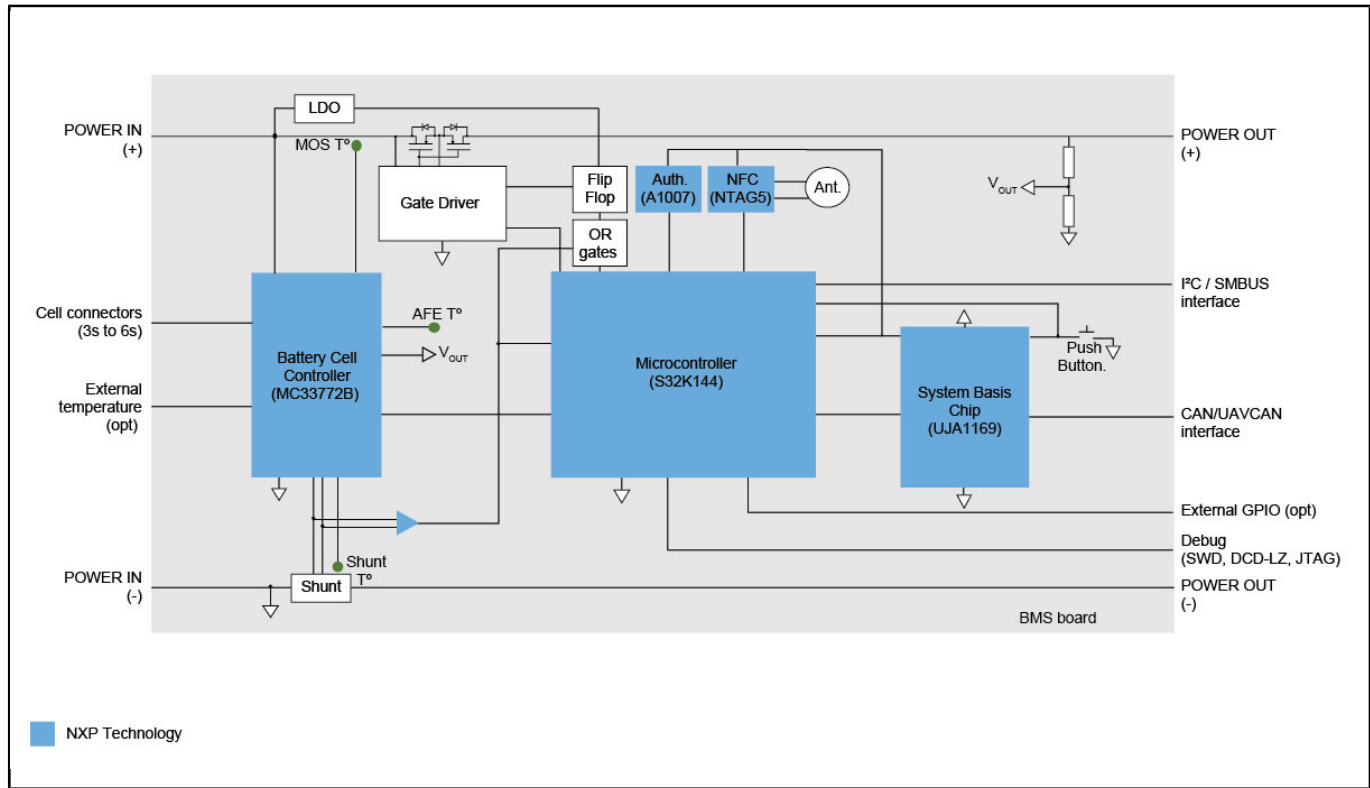 LDO
POWER IN
(+)
MOS Tº
POWER OUT
(+)
Gate Driver
Flip
Flop
Auth.
(A1007)
NFC
(NTAG5)
Ant.
VOUT
OR
gates
I²C / SMBUS
interface
Cell connectors
(3s to 6s)
AFE Tº
VOUT
Battery Cell
Controller
(MC33772B)
Microcontroller
(S32K144)
Push
Button.
External
temperature
(opt)
System Basis
Chip
(UJA1169)
CAN/UAVCAN
interface
External GPIO (opt)
Debug
(SWD, DCD-LZ, JTAG)
Shunt
Tº
POWER IN
(-)
Shunt
POWER OUT
(-)
BMS board
NXP Technology